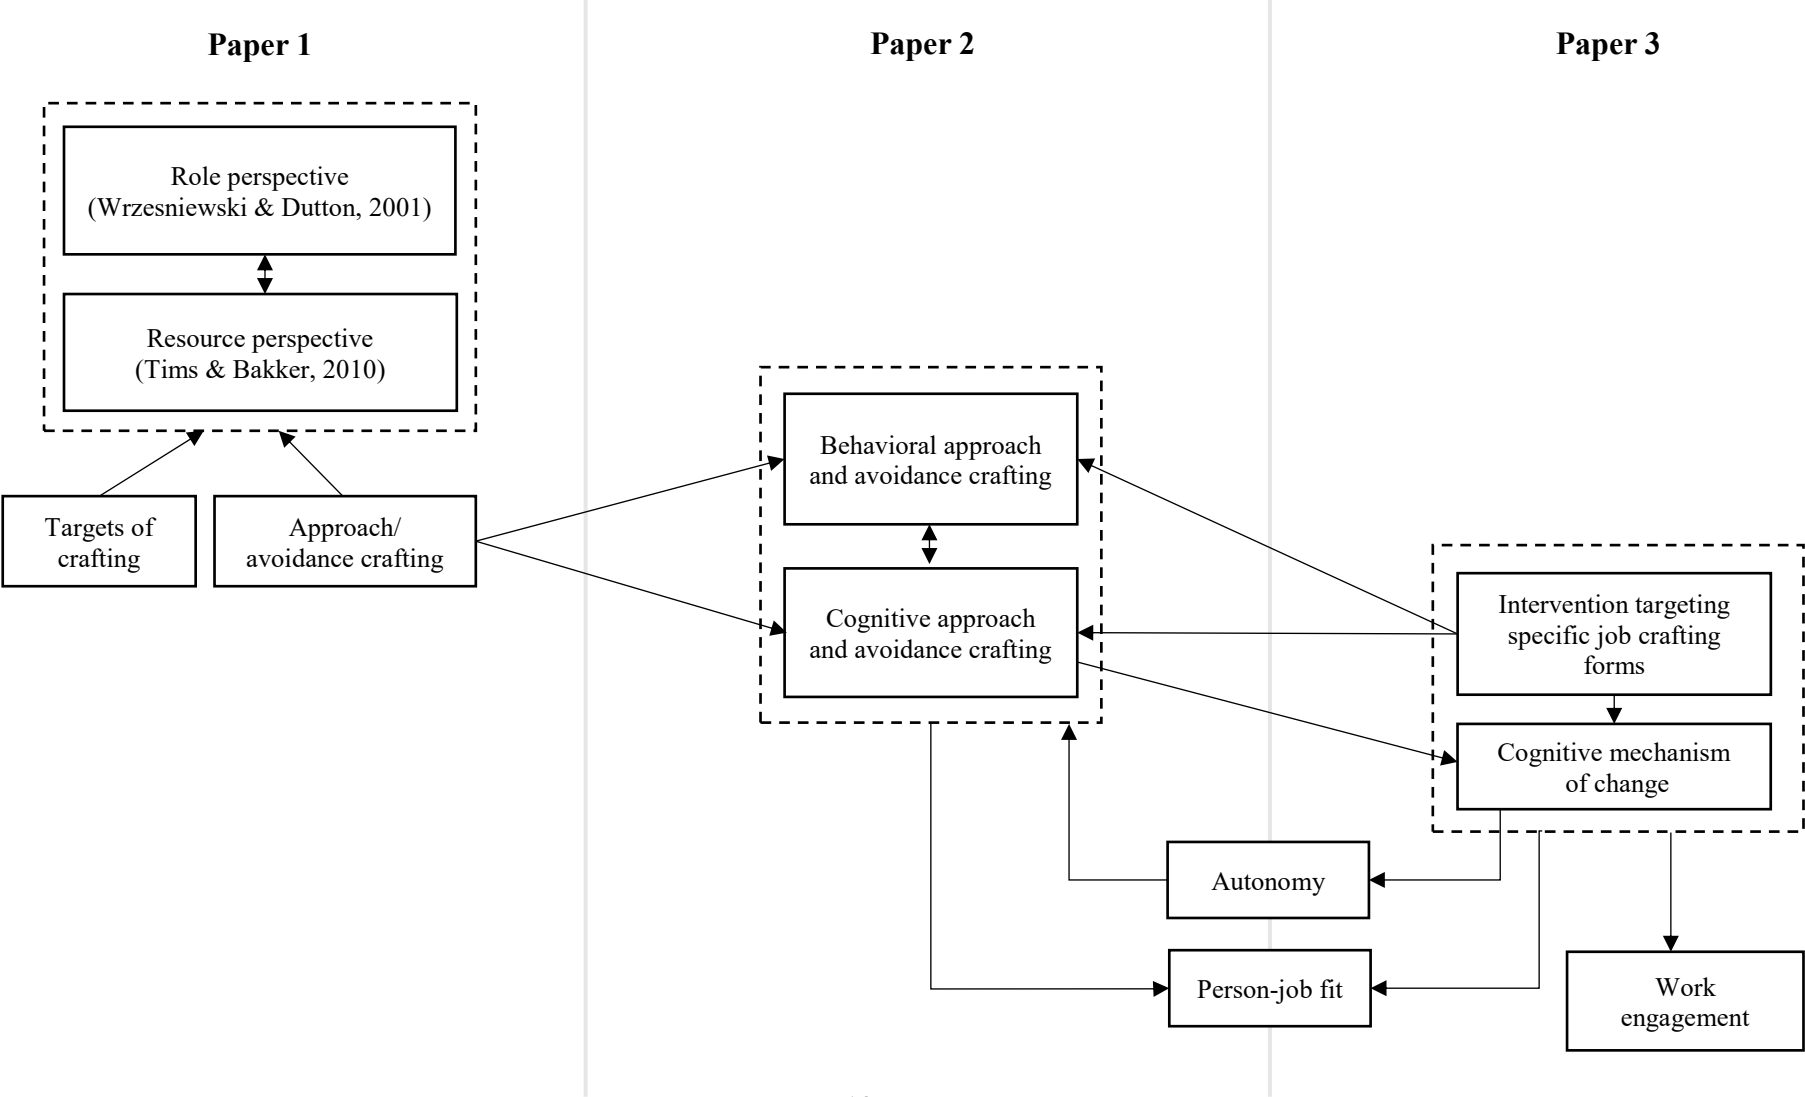 Paper 1
Paper 2
Paper 3
Role perspective
(Wrzesniewski & Dutton, 2001)
Resource perspective
(Tims & Bakker, 2010)
Targets of
crafting
Approach/
avoidance crafting
Behavioral approach
and avoidance crafting
Cognitive approach
and avoidance crafting
Intervention targeting
specific job crafting
forms
Cognitive mechanism
of change
Autonomy
Person-job fit
Work
engagement